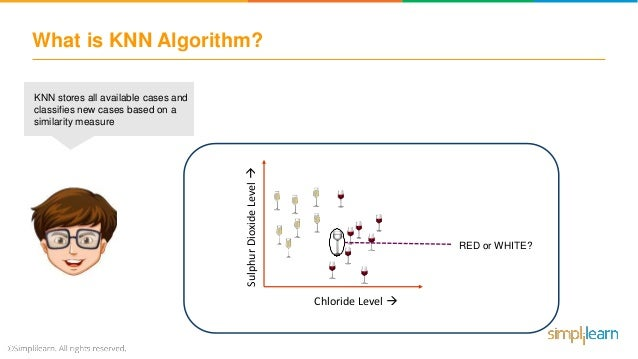 What is KNN Algorithm?
KNN stores all available cases and
classifies new cases based on a
similarity measure
Sulphur Dioxide Level →
RED or WHITE?
Chloride Level →
©Simplilearn. All rights reserved.
simplilearn